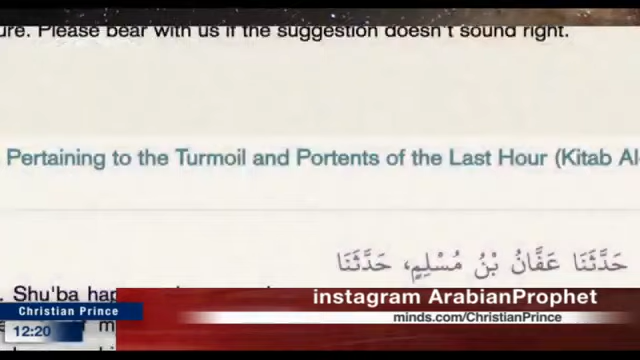 ure. Please bear with us if the suggestion doesn't sound right.
Pertaining to the Turmoil and Portents of the Last Hour (Kitab Al-
حَدَّثَنَا عَفَّانُ بْنُ مُسْلِمٍ، حَدَّثَنَا
. Shu'ba
instagram ArabianProphet
Christian Prince
minds.com/ChristianPrince
12:20